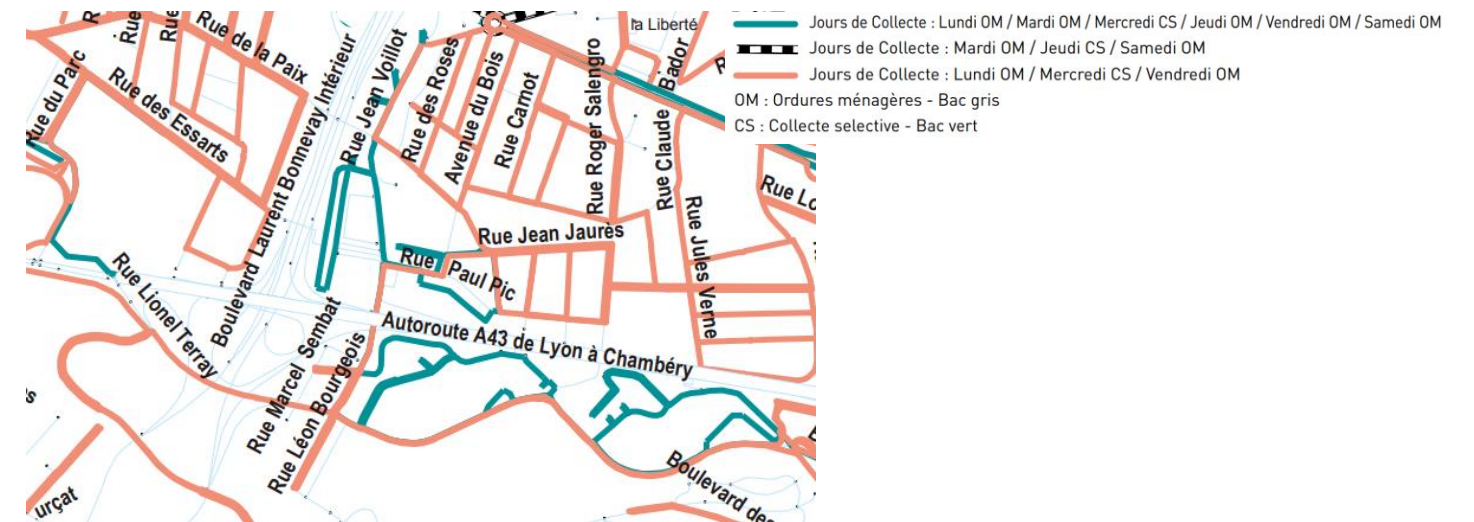 Jours de Collecte : Lundi OM / Mardi OM / Mercredi CS / Jeudi OM / Vendredi OM / Samedi OM
Jours de Collecte : Mardi OM / Jeudi CS / Samedi OM
Jours de Collecte : Lundi OM / Mercredi CS / Vendredi OM
OM : Ordures ménagères - Bac gris
CS : Collecte selective - Bac vert
la Liberté
Rue
Rue
Rue de la Paix
Rue du Parc
Rue des Essarts
Boulevard Laurent Bonnevay Intérieur
Rue Jean Voillot
Rue des Roses
Avenue du Bois
Rue Carnot
Rue Roger Salengro
Rue Claude Bador
Rue Jules Verne
Rue Lo
Rue Jean Jaurès
Rue Paul Pic
Rue Lionel Terray
Autoroute A43 de Lyon à Chambéry
Rue Marcel Sembat
Rue Léon Bourgeois
Boulevard des
urçat